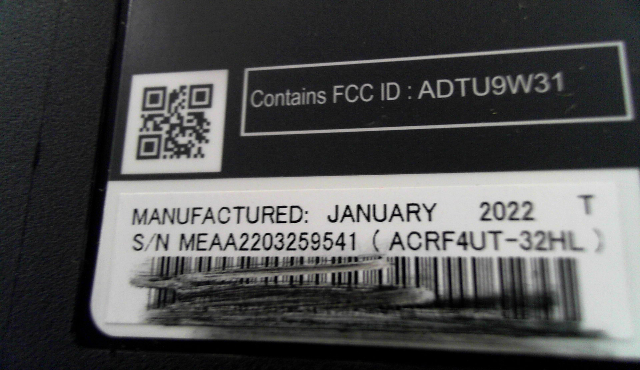 Contains FCC ID : ADTU9W31
MANUFACTURED: JANUARY 2022 T
S/N MEAA2203259541 ( ACRF4UT-32HL )